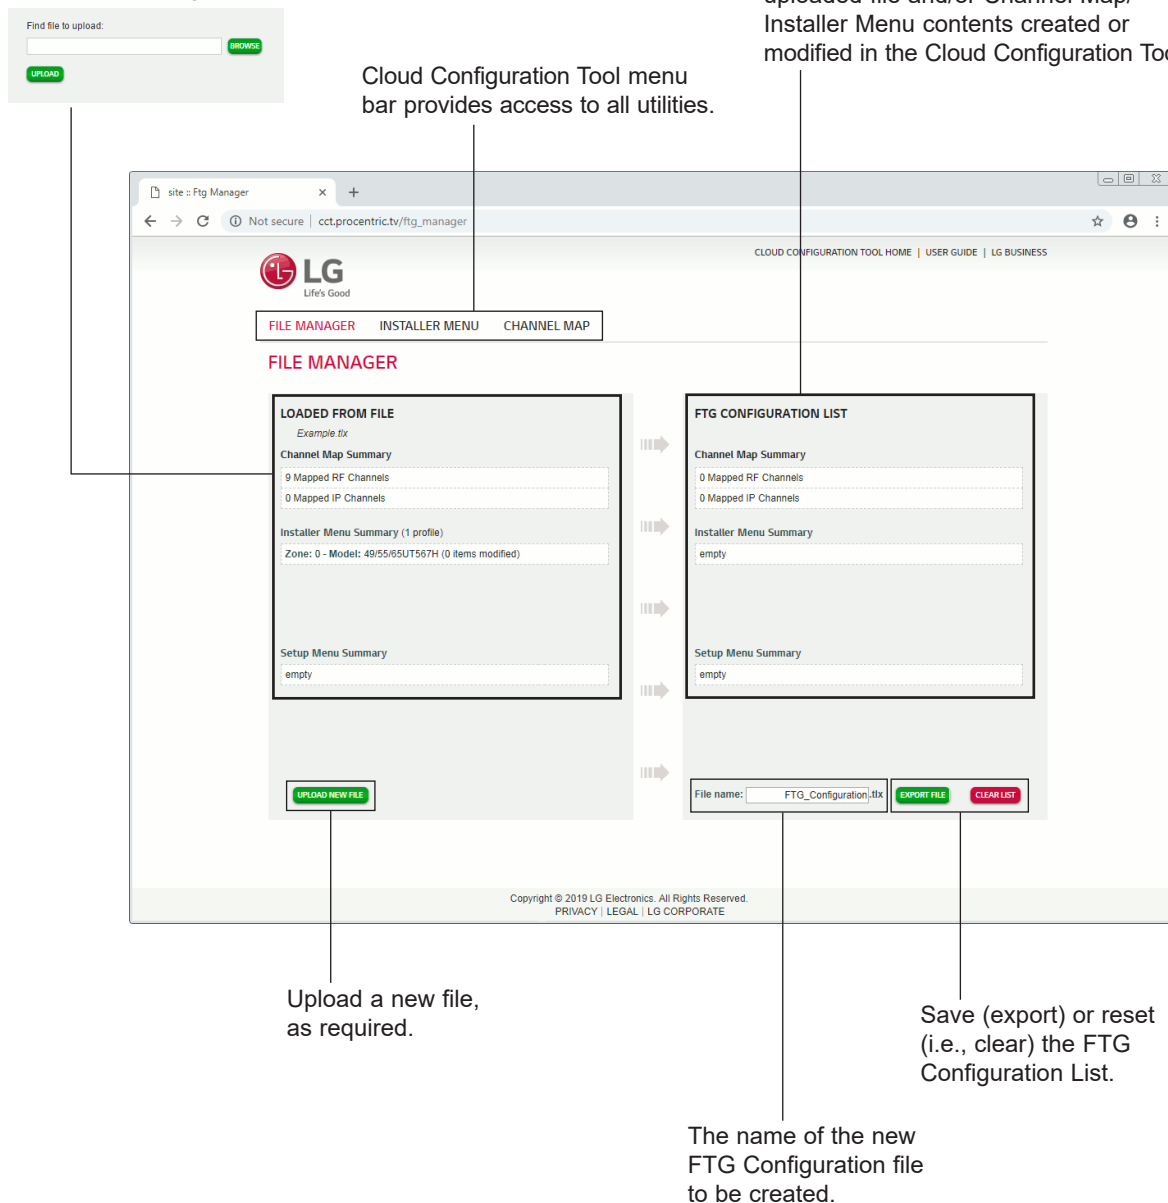 Find file to upload:
BROWSE
UPLOAD
Installer Menu contents created or
modified in the Cloud Configuration
Cloud Configuration Tool menu
bar provides access to all utilities.
site :: Ftg Manager
Not secure | cct.procentric.tv/ftg_manager
CLOUD CONFIGURATION TOOL HOME | USER GUIDE | LG BUSINESS
LG
Life's Good
FILE MANAGER INSTALLER MENU CHANNEL MAP
FILE MANAGER
LOADED FROM FILE
Example.tlx
Channel Map Summary
9 Mapped RF Channels
0 Mapped IP Channels
Installer Menu Summary (1 profile)
Zone: 0 - Model: 49/55/65UT567H (0 items modified)
Setup Menu Summary
empty
UPLOAD NEW FILE
FTG CONFIGURATION LIST
Channel Map Summary
0 Mapped RF Channels
0 Mapped IP Channels
Installer Menu Summary
empty
Setup Menu Summary
empty
File name: FTG_Configuration .tlx EXPORT FILE CLEAR LIST
Copyright © 2019 LG Electronics. All Rights Reserved.
PRIVACY | LEGAL | LG CORPORATE
Upload a new file,
as required.
Save (export) or reset
(i.e., clear) the FTG
Configuration List.
The name of the new
FTG Configuration file
to be created.